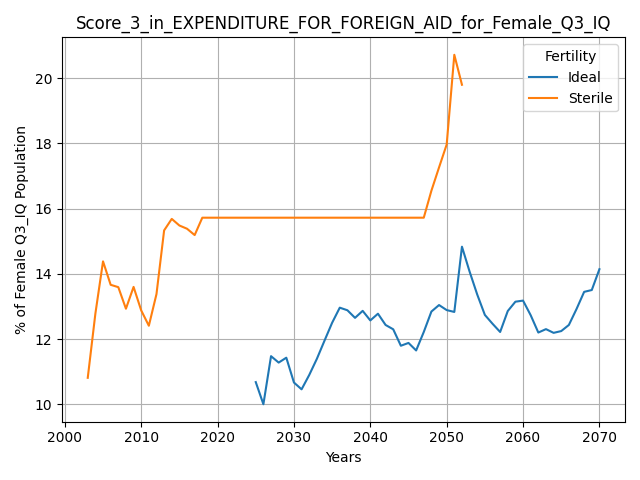 Score_3_in_EXPENDITURE_FOR_FOREIGN_AID_for_Female_Q3_IQ
Fertility
Ideal
Sterile
% of Female Q3_IQ Population
20
18
16
14
12
10
2000 2010 2020 2030 2040 2050 2060 2070
Years